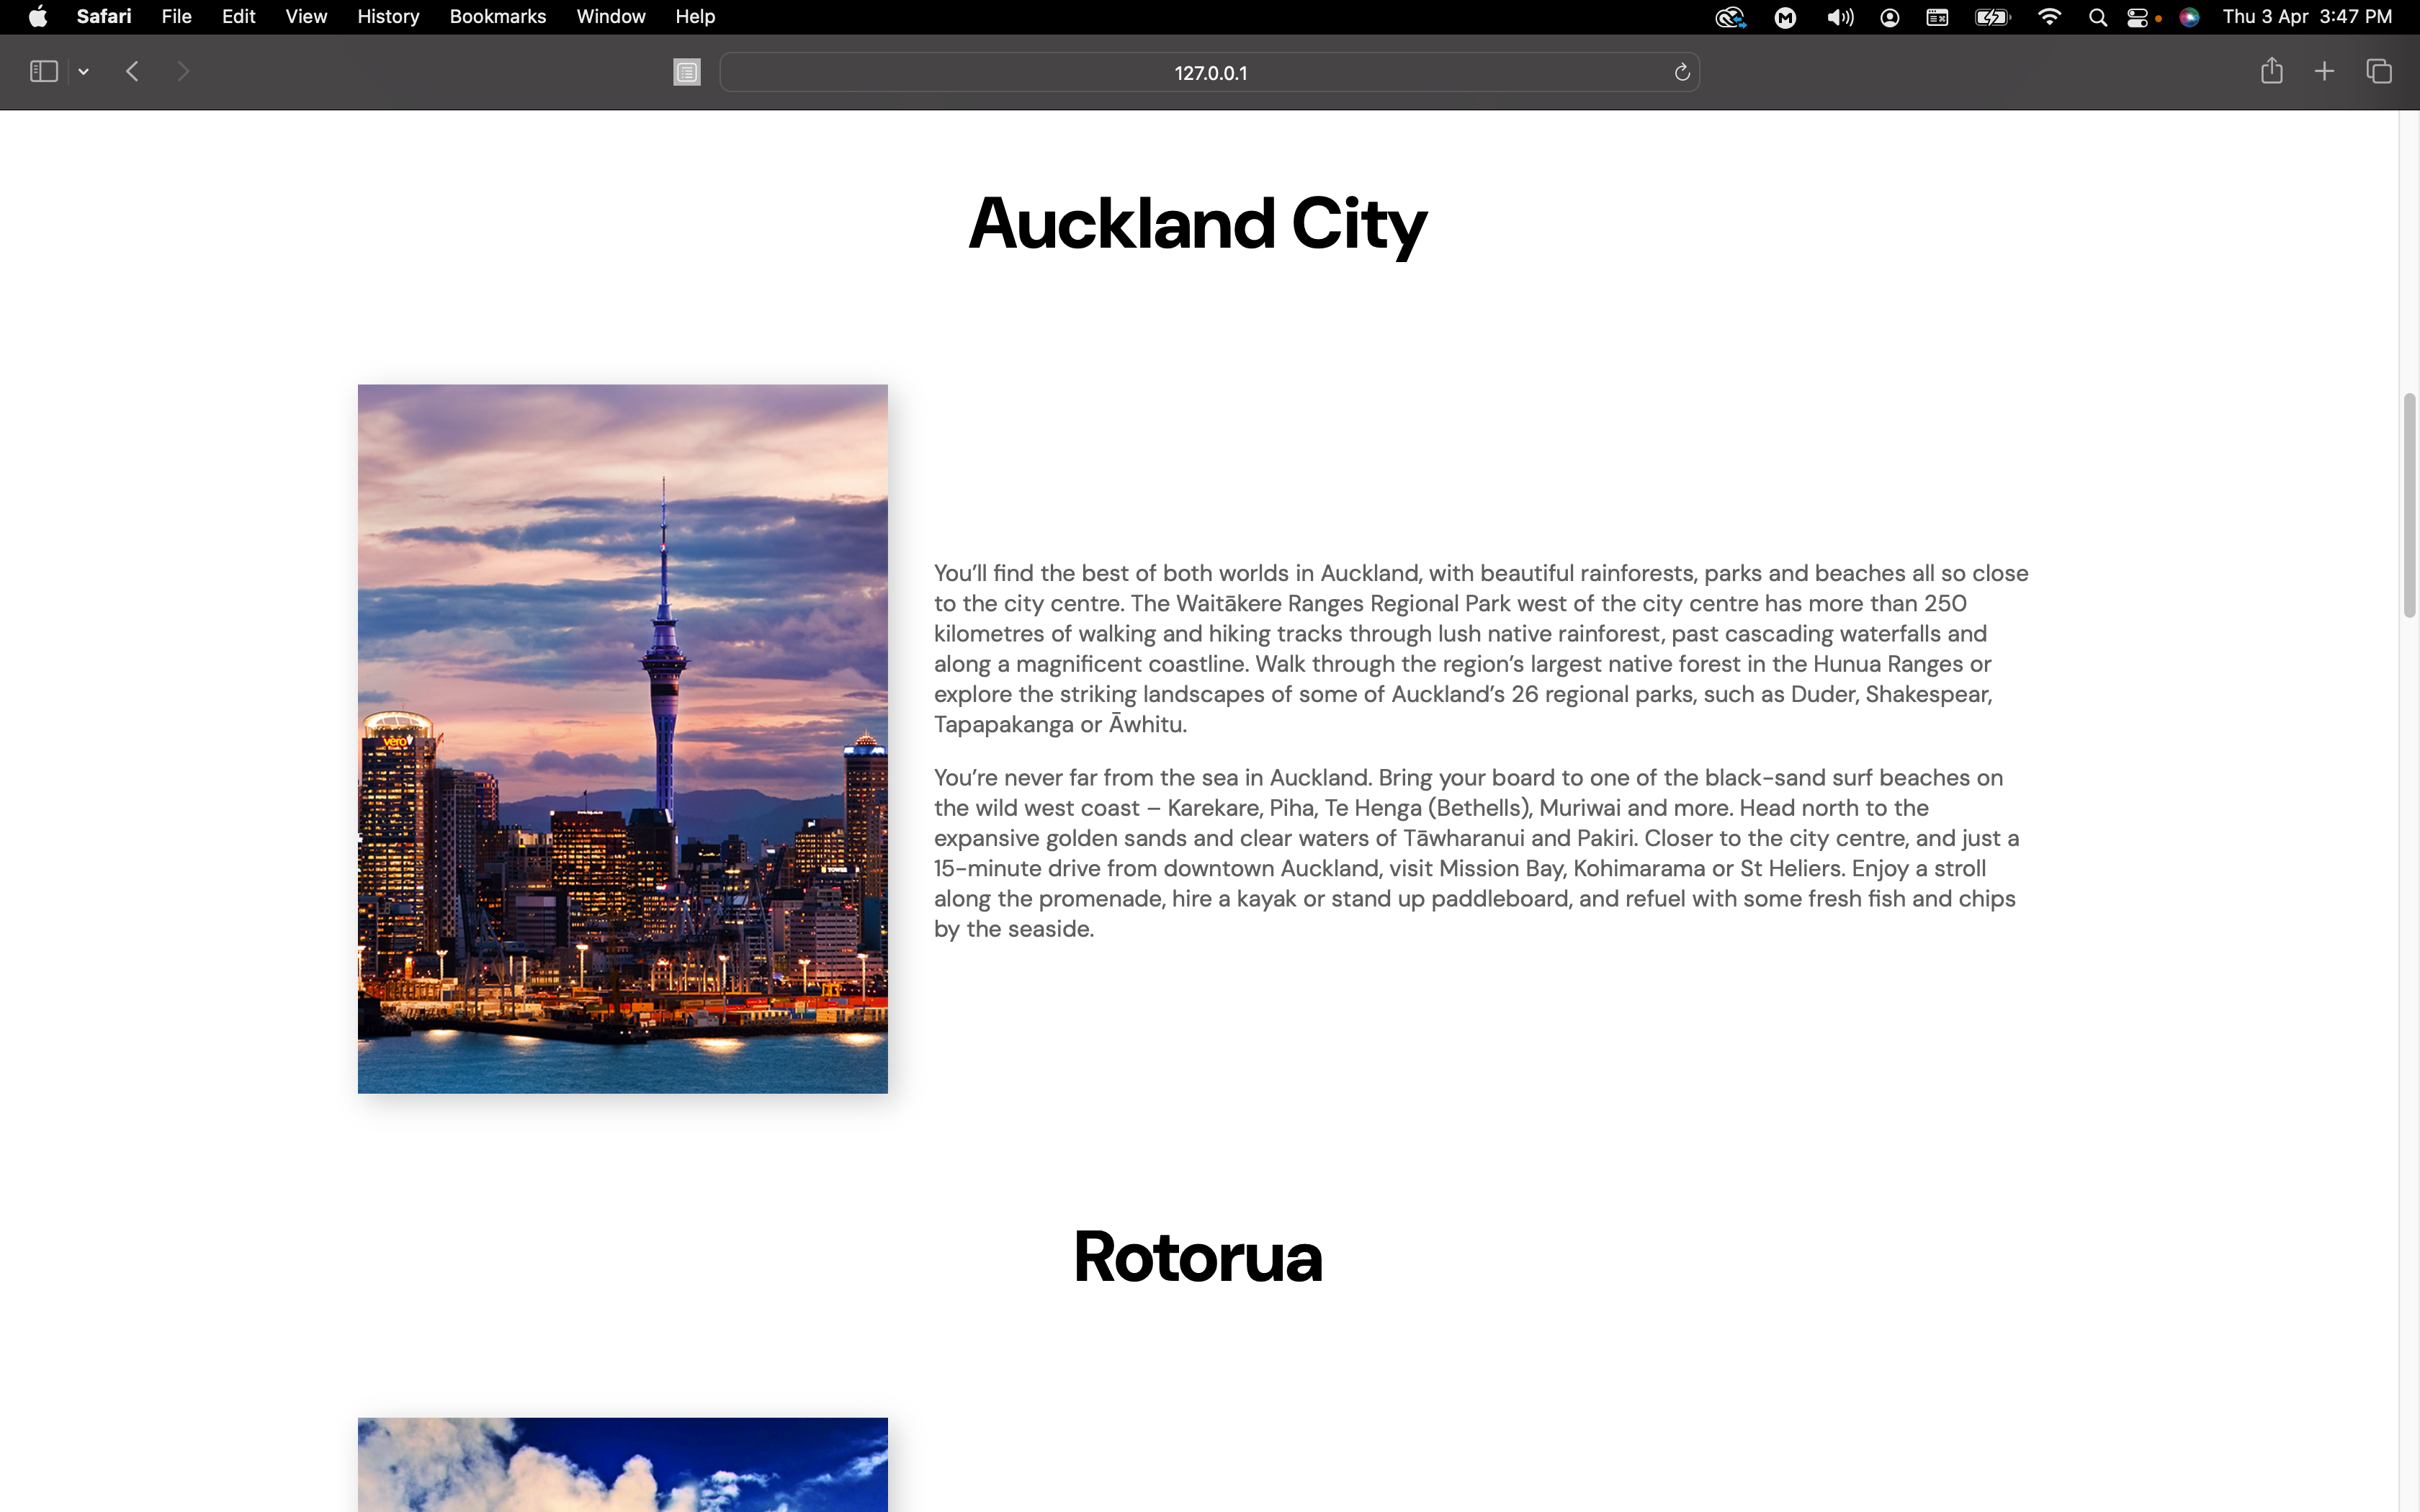 Safari File Edit View History Bookmarks Window Help Thu 3 Apr 3:47 PM
127.0.0.1
Auckland City
vero
TOWER
You’ll find the best of both worlds in Auckland, with beautiful rainforests, parks and beaches all so close
to the city centre. The Waitākere Ranges Regional Park west of the city centre has more than 250
kilometres of walking and hiking tracks through lush native rainforest, past cascading waterfalls and
along a magnificent coastline. Walk through the region’s largest native forest in the Hunua Ranges or
explore the striking landscapes of some of Auckland’s 26 regional parks, such as Duder, Shakespear,
Tapapakanga or Āwhitu.
You’re never far from the sea in Auckland. Bring your board to one of the black-sand surf beaches on
the wild west coast – Karekare, Piha, Te Henga (Bethells), Muriwai and more. Head north to the
expansive golden sands and clear waters of Tāwharanui and Pakiri. Closer to the city centre, and just a
15-minute drive from downtown Auckland, visit Mission Bay, Kohimarama or St Heliers. Enjoy a stroll
along the promenade, hire a kayak or stand up paddleboard, and refuel with some fresh fish and chips
by the seaside.
Rotorua